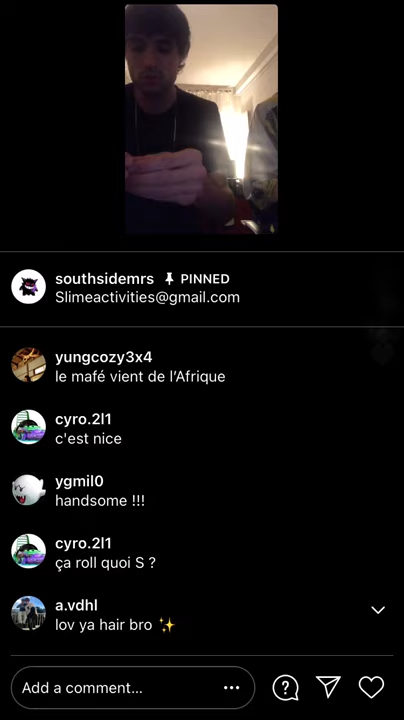 southsidemrs PINNED
Slimeactivities@gmail.com
yungcozy3x4
le mafé vient de l’Afrique
cyro.2l1
c'est nice
ygmil0
handsome !!!
cyro.2l1
ça roll quoi S ?
a.vdhl
lov ya hair bro ✨
Add a comment...